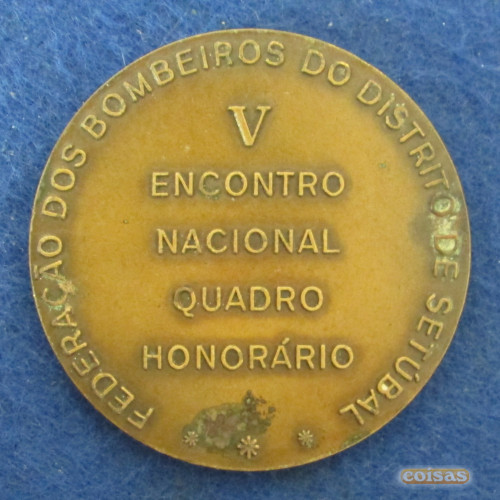 FEDERAÇÃO DOS BOMBEIROS DO DISTRITO DE SETÚBAL
V
ENCONTRO
NACIONAL
QUADRO
HONORÁRIO
coisas